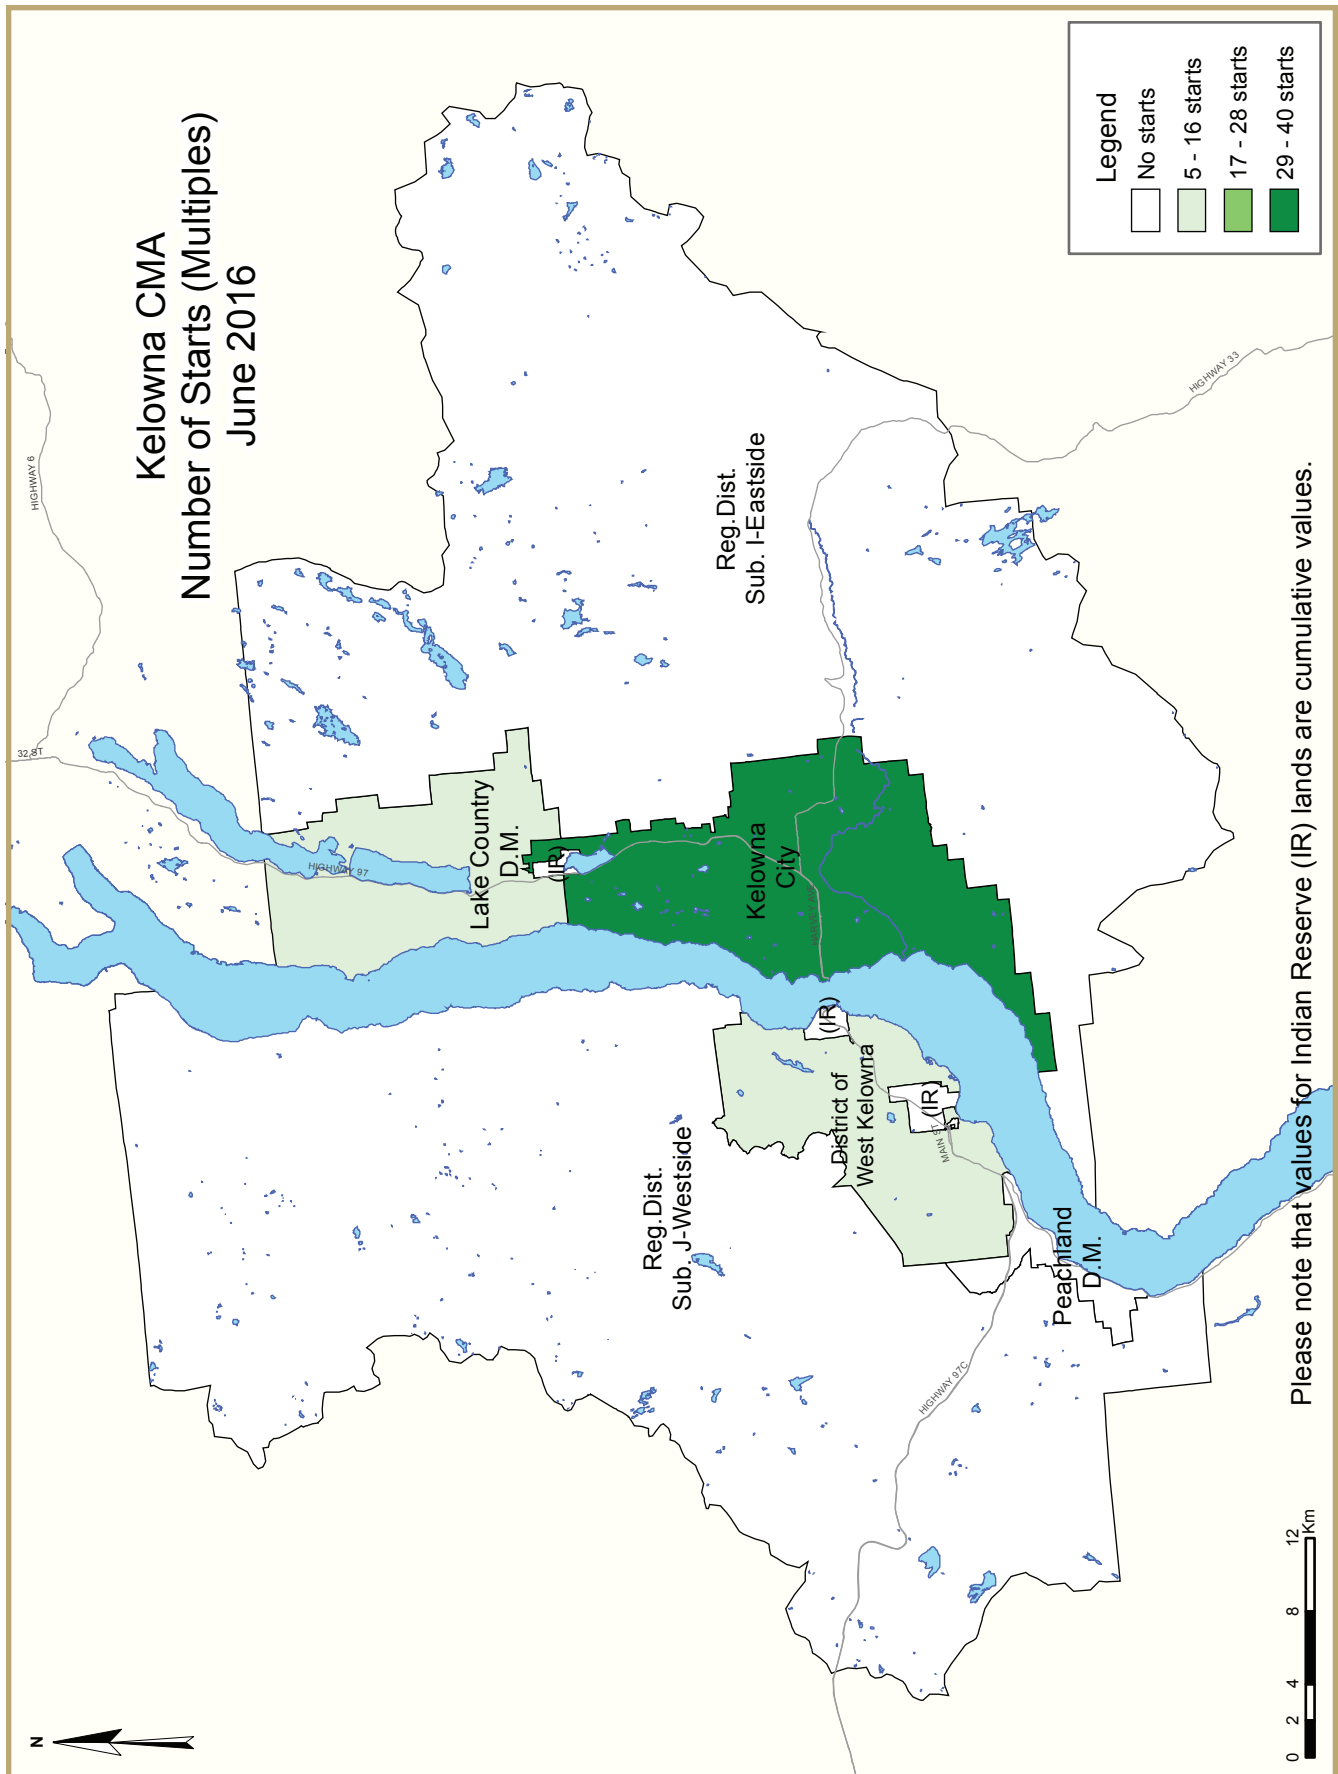 Kelowna CMA
Number of Starts (Multiples)
June 2016
HIGHWAY 6
32 ST
HIGHWAY 97
Lake Country
D.M.
(IR)
Kelowna
City
Reg.Dist.
Sub. I-Eastside
HIGHWAY 33
(IR)
District of
West Kelowna
(IR)
MAIN ST
Reg.Dist.
Sub. J-Westside
Peachland
D.M.
HIGHWAY 97C
Legend
No starts
5 - 16 starts
17 - 28 starts
29 - 40 starts
N
0 2 4 8 12
Km
Please note that values for Indian Reserve (IR) lands are cumulative values.